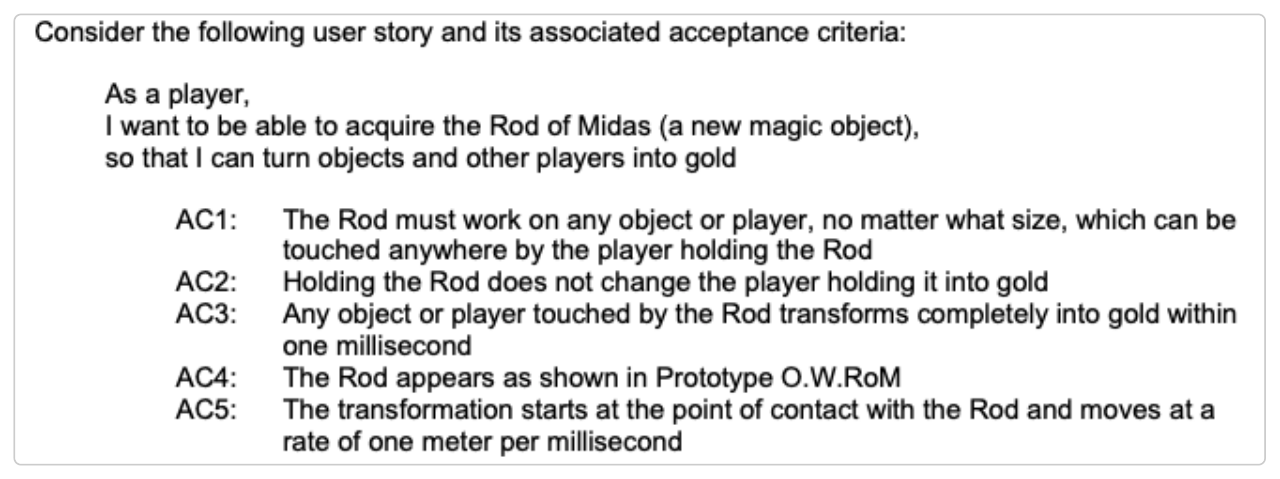 Consider the following user story and its associated acceptance criteria:
As a player,
I want to be able to acquire the Rod of Midas (a new magic object),
so that I can turn objects and other players into gold
AC1: The Rod must work on any object or player, no matter what size, which can be
touched anywhere by the player holding the Rod
AC2: Holding the Rod does not change the player holding it into gold
AC3: Any object or player touched by the Rod transforms completely into gold within
one millisecond
AC4: The Rod appears as shown in Prototype O.W.RoM
AC5: The transformation starts at the point of contact with the Rod and moves at a
rate of one meter per millisecond